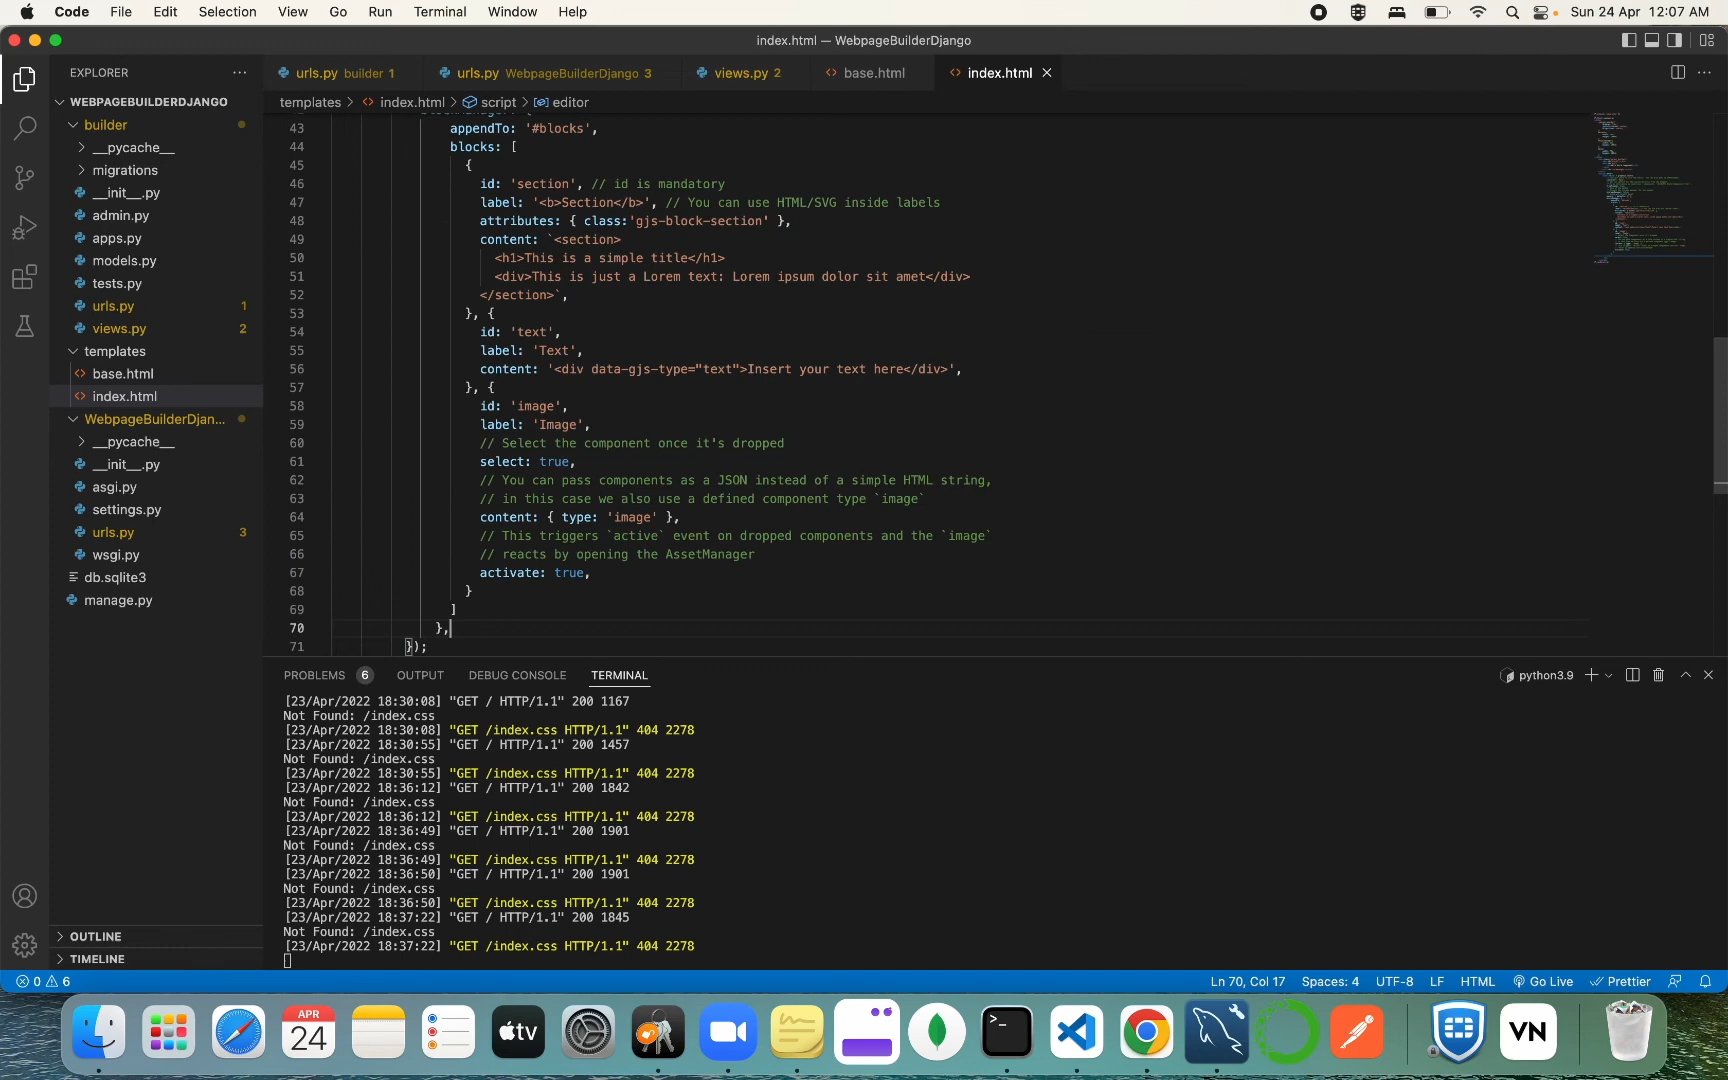 Code File Edit Selection View Go Run Terminal Window Help Sun 24 Apr 12:07 AM
index.html — WebpageBuilderDjango
EXPLORER
urls.py builder 1 urls.py WebpageBuilderDjango 3 views.py 2 base.html index.html
templates > index.html > script > editor
WEBPAGEBUILDERDJANGO
builder
__pycache__
migrations
__init__.py
admin.py
apps.py
models.py
tests.py
urls.py 1
views.py 2
templates
base.html
index.html
WebpageBuilderDjan...
__pycache__
__init__.py
asgi.py
settings.py
urls.py 3
wsgi.py
db.sqlite3
manage.py
OUTLINE
TIMELINE
43 appendTo: '#blocks',
44 blocks: [
45 {
46 id: 'section', // id is mandatory
47 label: '<b>Section</b>', // You can use HTML/SVG inside labels
48 attributes: { class:'gjs-block-section' },
49 content: `<section>
50 <h1>This is a simple title</h1>
51 <div>This is just a Lorem text: Lorem ipsum dolor sit amet</div>
52 </section>`,
53 }, {
54 id: 'text',
55 label: 'Text',
56 content: '<div data-gjs-type="text">Insert your text here</div>',
57 }, {
58 id: 'image',
59 label: 'Image',
60 // Select the component once it's dropped
61 select: true,
62 // You can pass components as a JSON instead of a simple HTML string,
63 // in this case we also use a defined component type `image`
64 content: { type: 'image' },
65 // This triggers `active` event on dropped components and the `image`
66 // reacts by opening the AssetManager
67 activate: true,
68 }
69 ]
70 },
71 });
PROBLEMS 6 OUTPUT DEBUG CONSOLE TERMINAL python3.9
[23/Apr/2022 18:30:08] "GET / HTTP/1.1" 200 1167
Not Found: /index.css
[23/Apr/2022 18:30:08] "GET /index.css HTTP/1.1" 404 2278
[23/Apr/2022 18:30:55] "GET / HTTP/1.1" 200 1457
Not Found: /index.css
[23/Apr/2022 18:30:55] "GET /index.css HTTP/1.1" 404 2278
[23/Apr/2022 18:36:12] "GET / HTTP/1.1" 200 1842
Not Found: /index.css
[23/Apr/2022 18:36:12] "GET /index.css HTTP/1.1" 404 2278
[23/Apr/2022 18:36:49] "GET / HTTP/1.1" 200 1901
Not Found: /index.css
[23/Apr/2022 18:36:49] "GET /index.css HTTP/1.1" 404 2278
[23/Apr/2022 18:36:50] "GET / HTTP/1.1" 200 1901
Not Found: /index.css
[23/Apr/2022 18:36:50] "GET /index.css HTTP/1.1" 404 2278
[23/Apr/2022 18:37:22] "GET / HTTP/1.1" 200 1845
Not Found: /index.css
[23/Apr/2022 18:37:22] "GET /index.css HTTP/1.1" 404 2278
0 6 Ln 70, Col 17 Spaces: 4 UTF-8 LF HTML Go Live Prettier
APR
24
tv
>_
VN